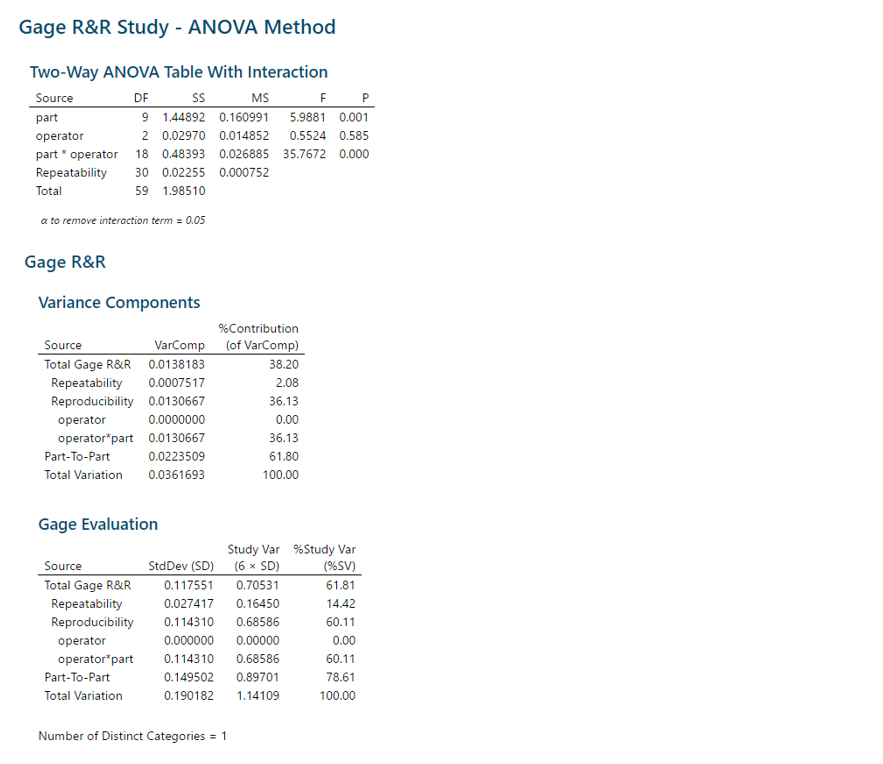 Gage R&R Study - ANOVA Method
Two-Way ANOVA Table With Interaction
Source DF SS MS F P
part 9 1.44892 0.160991 5.9881 0.001
operator 2 0.02970 0.014852 0.5524 0.585
part * operator 18 0.48393 0.026885 35.7672 0.000
Repeatability 30 0.02255 0.000752
Total 59 1.98510
α to remove interaction term = 0.05
Gage R&R
Variance Components
%Contribution
Source VarComp (of VarComp)
Total Gage R&R 0.0138183 38.20
Repeatability 0.0007517 2.08
Reproducibility 0.0130667 36.13
operator 0.0000000 0.00
operator*part 0.0130667 36.13
Part-To-Part 0.0223509 61.80
Total Variation 0.0361693 100.00
Gage Evaluation
Study Var %Study Var
Source StdDev (SD) (6 × SD) (%SV)
Total Gage R&R 0.117551 0.70531 61.81
Repeatability 0.027417 0.16450 14.42
Reproducibility 0.114310 0.68586 60.11
operator 0.000000 0.00000 0.00
operator*part 0.114310 0.68586 60.11
Part-To-Part 0.149502 0.89701 78.61
Total Variation 0.190182 1.14109 100.00
Number of Distinct Categories = 1